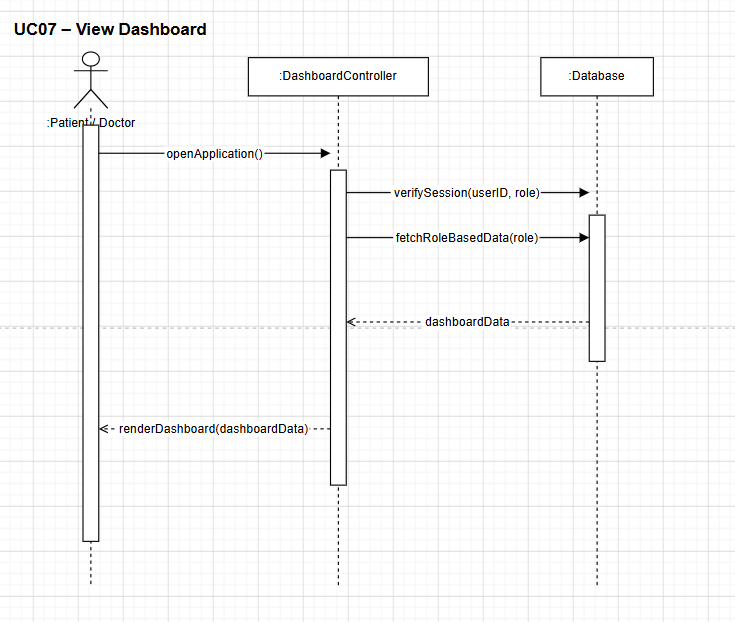 UC07 – View Dashboard
:DashboardController
:Database
:Patient / Doctor
openApplication()
verifySession(userID, role)
fetchRoleBasedData(role)
dashboardData
renderDashboard(dashboardData)